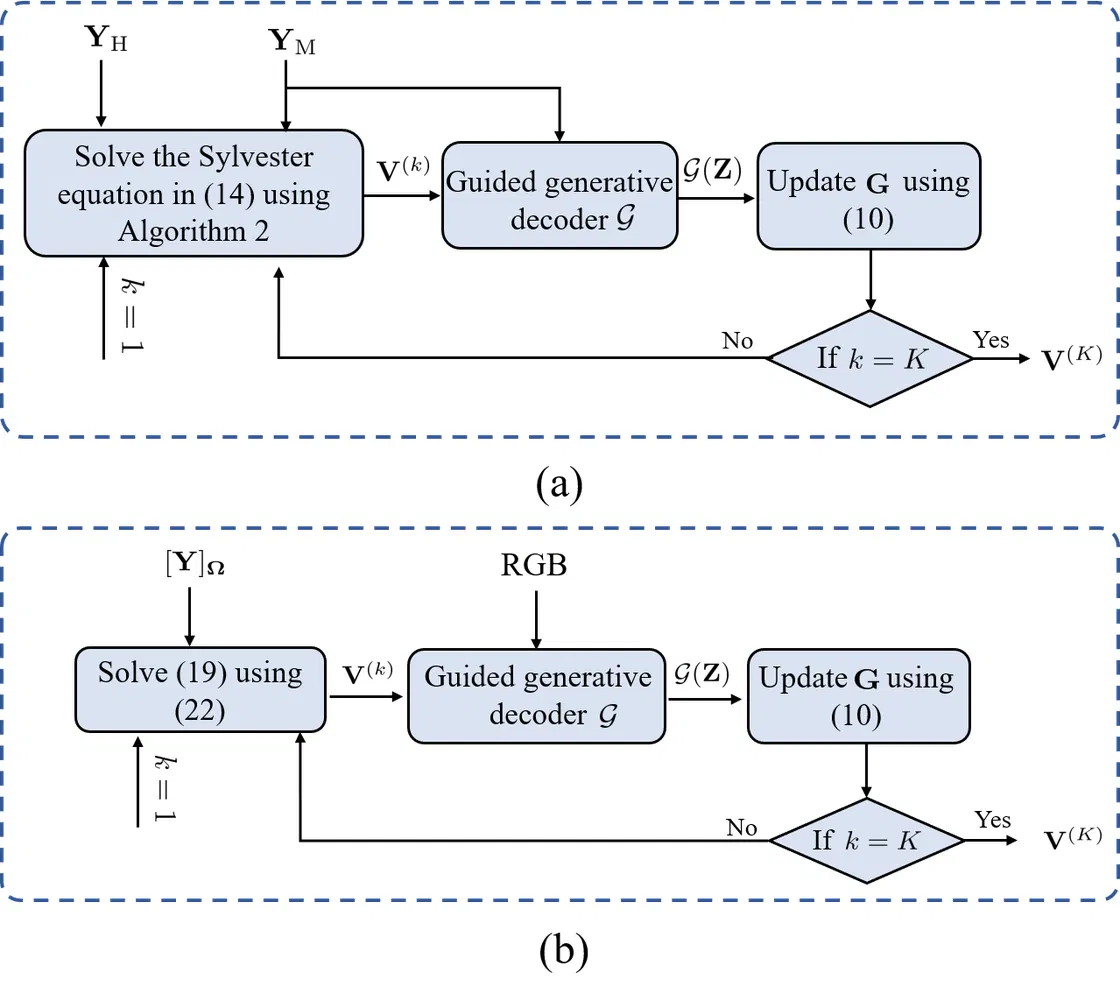 Y_H
Y_M
Solve the Sylvester
equation in (14) using
Algorithm 2
V^(k)
Guided generative
decoder 𝒢
𝒢(Z)
Update G using
(10)
k = 1
No
If k = K
Yes
V^(K)
(a)
[Y]_Ω
RGB
Solve (19) using
(22)
V^(k)
Guided generative
decoder 𝒢
𝒢(Z)
Update G using
(10)
k = 1
No
If k = K
Yes
V^(K)
(b)